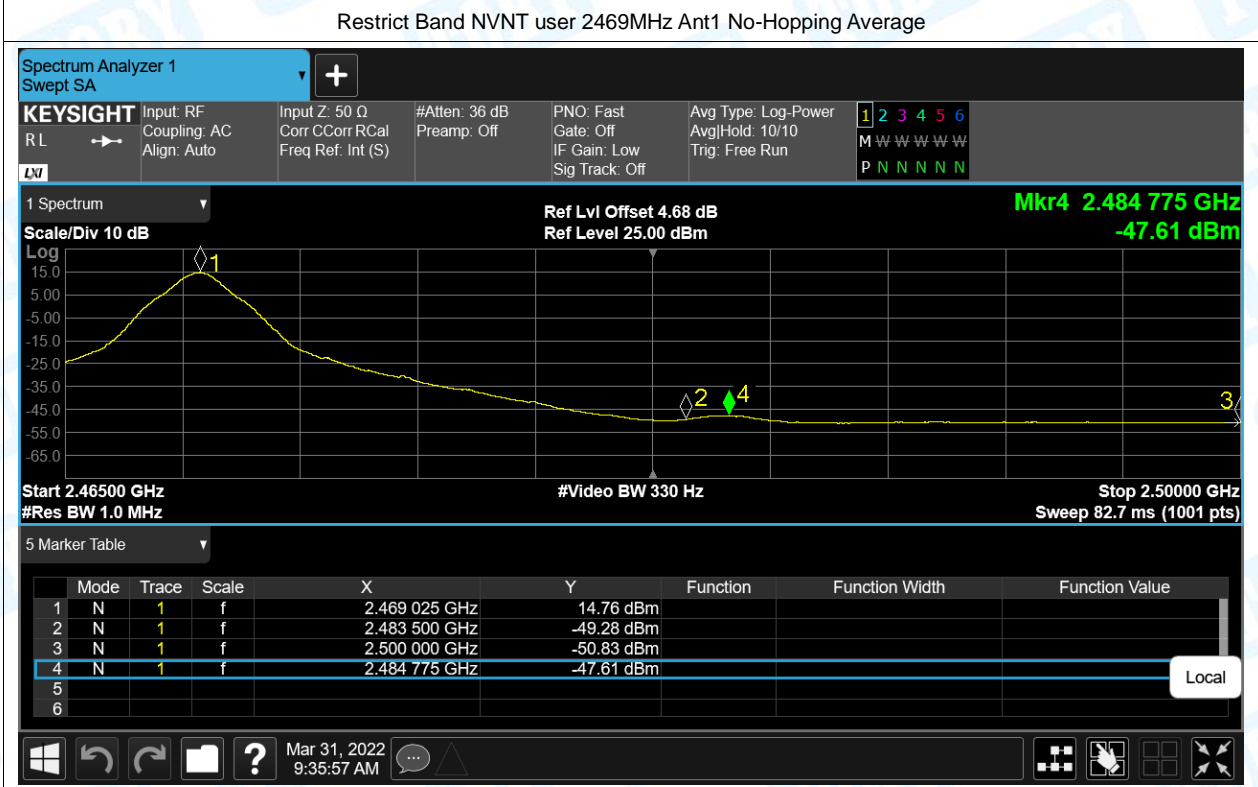 Restrict Band NVNT user 2469MHz Ant1 No-Hopping Average
Spectrum Analyzer 1
Swept SA
KEYSIGHT
R L
LXI
Input: RF
Coupling: AC
Align: Auto
Input Z: 50 Ω
Corr CCorr RCal
Freq Ref: Int (S)
#Atten: 36 dB
Preamp: Off
PNO: Fast
Gate: Off
IF Gain: Low
Sig Track: Off
Avg Type: Log-Power
Avg|Hold: 10/10
Trig: Free Run
1 2 3 4 5 6
M W W W W W
P N N N N N
1 Spectrum
Scale/Div 10 dB
Ref Lvl Offset 4.68 dB
Ref Level 25.00 dBm
Mkr4 2.484 775 GHz
-47.61 dBm
Log
15.0
5.00
-5.00
-15.0
-25.0
-35.0
-45.0
-55.0
-65.0
1
2
4
3
Start 2.46500 GHz
#Res BW 1.0 MHz
#Video BW 330 Hz
Stop 2.50000 GHz
Sweep 82.7 ms (1001 pts)
5 Marker Table
Mode Trace Scale X Y Function Function Width Function Value
1 N 1 f 2.469 025 GHz 14.76 dBm
2 N 1 f 2.483 500 GHz -49.28 dBm
3 N 1 f 2.500 000 GHz -50.83 dBm
4 N 1 f 2.484 775 GHz -47.61 dBm
5
6
Local
?
Mar 31, 2022
9:35:57 AM